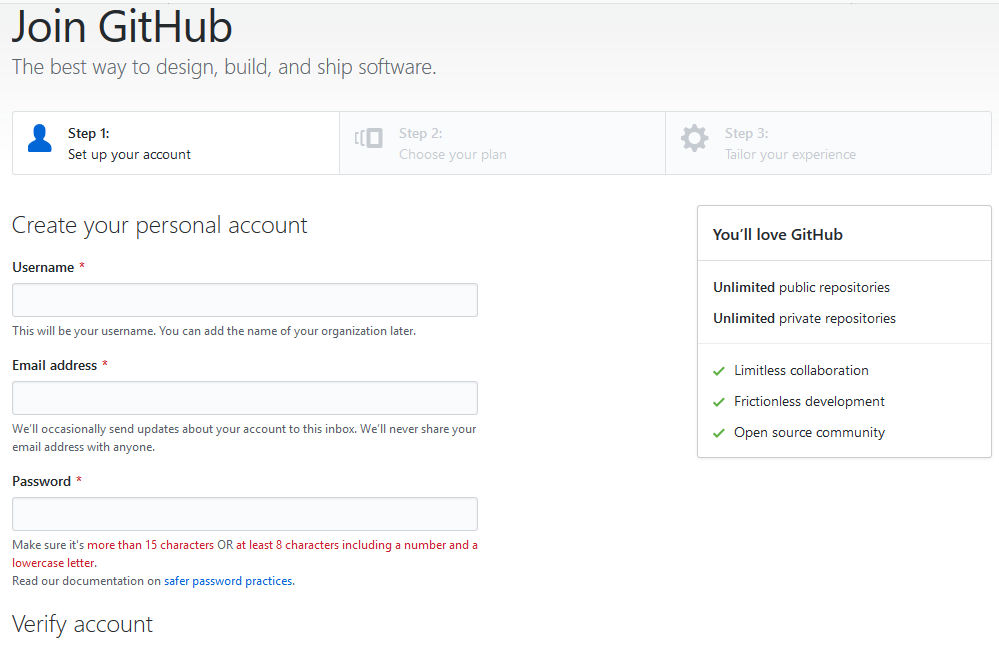 Join GitHub
The best way to design, build, and ship software.
Step 1:
Set up your account
Step 2:
Choose your plan
Step 3:
Tailor your experience
Create your personal account
Username *
This will be your username. You can add the name of your organization later.
Email address *
We’ll occasionally send updates about your account to this inbox. We’ll never share your
email address with anyone.
Password *
Make sure it's more than 15 characters OR at least 8 characters including a number and a
lowercase letter.
Read our documentation on safer password practices.
Verify account
You’ll love GitHub
Unlimited public repositories
Unlimited private repositories
Limitless collaboration
Frictionless development
Open source community